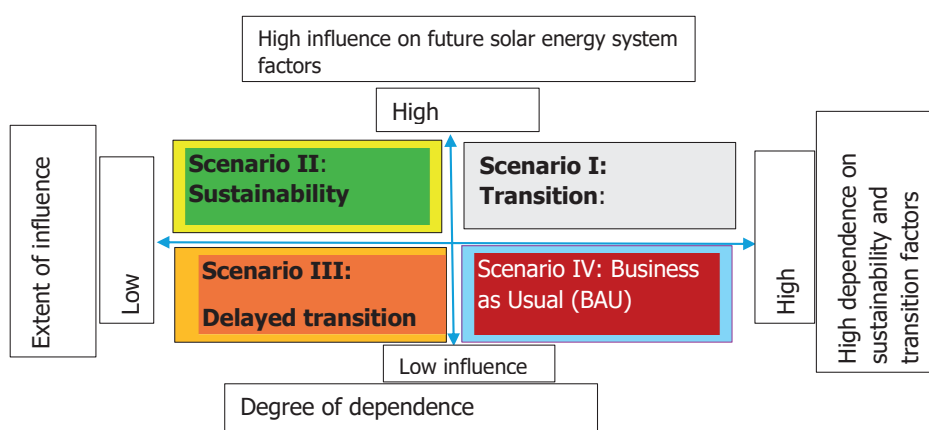 High influence on future solar energy system
factors
High
Extent of influence
Low
Scenario II:
Sustainability
Scenario I:
Transition:
Scenario III:
Delayed transition
Scenario IV: Business
as Usual (BAU)
High
High dependence on
sustainability and
transition factors
Low influence
Degree of dependence